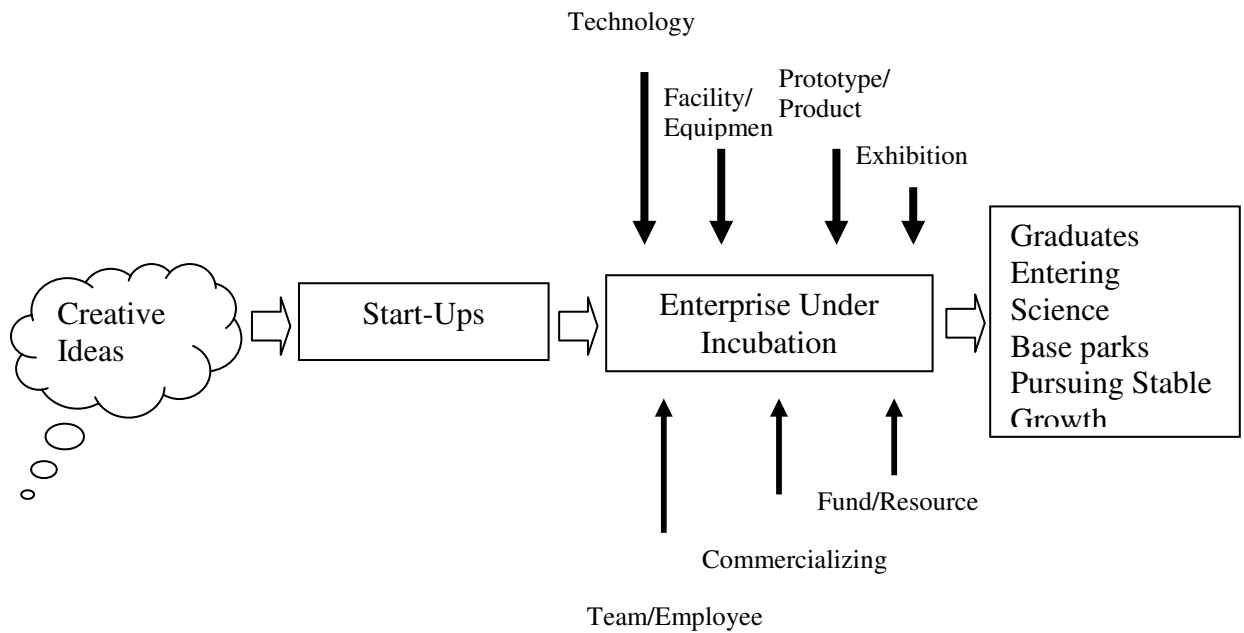 Technology
Facility/
Equipmen
Prototype/
Product
Exhibition
Creative
Ideas
Start-Ups
Enterprise Under
Incubation
Graduates
Entering
Science
Base parks
Pursuing Stable
Growth
Fund/Resource
Commercializing
Team/Employee